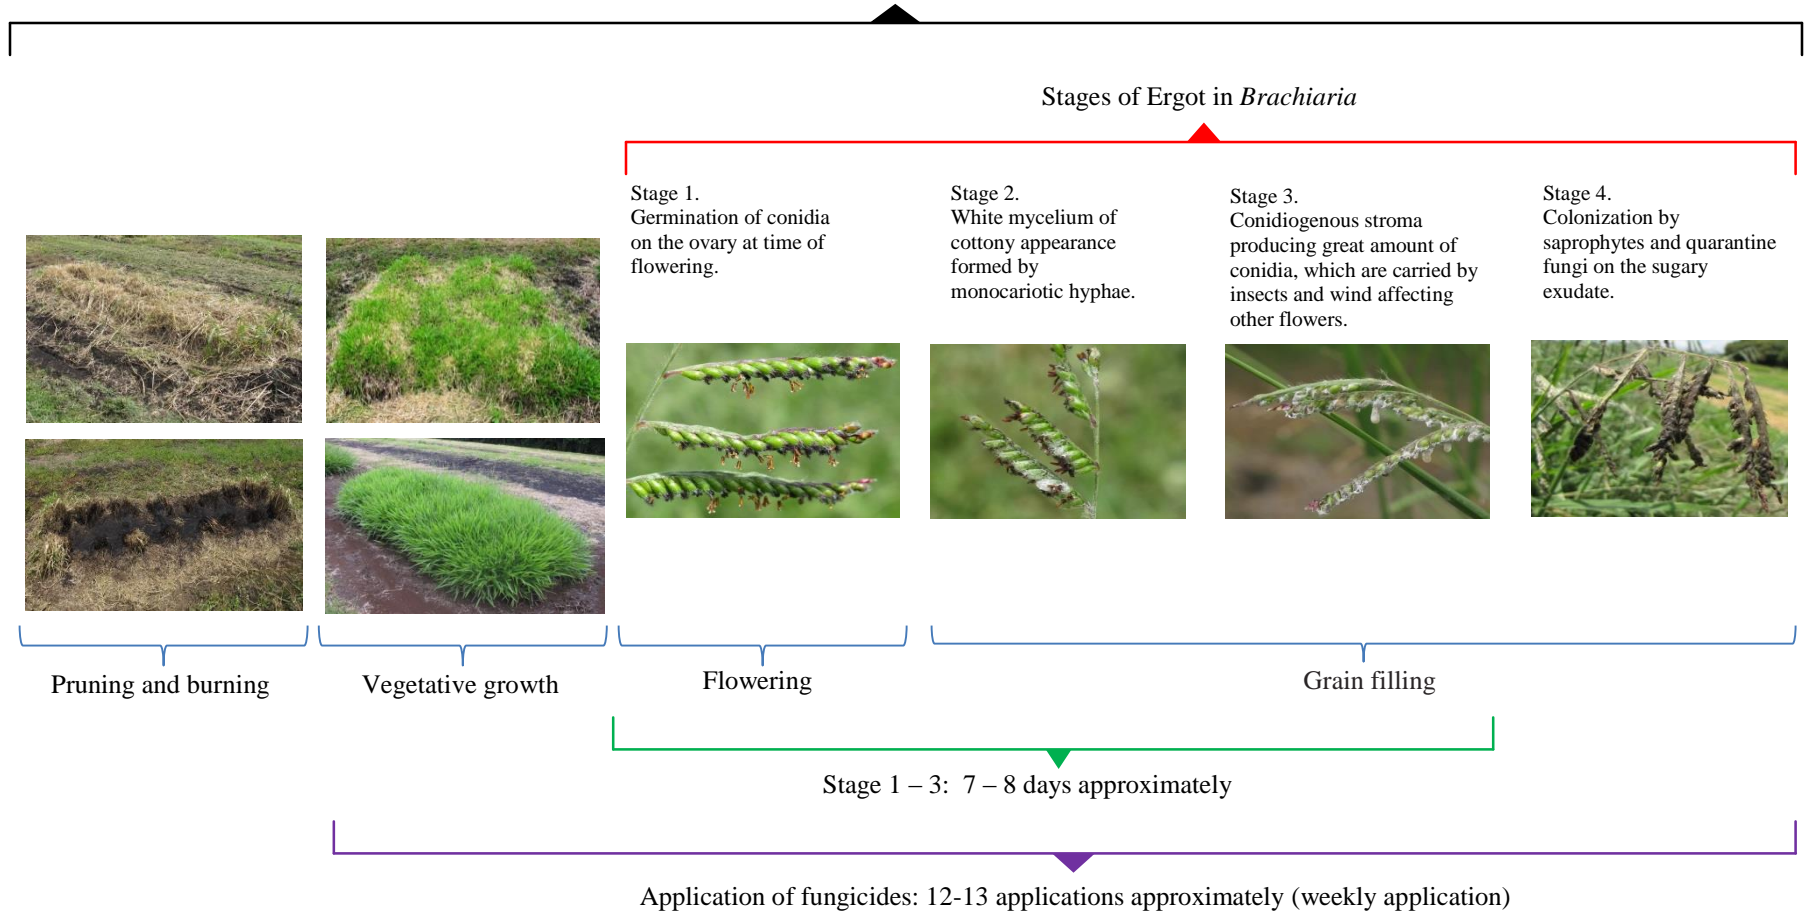 Stages of Ergot in Brachiaria
Stage 1.
Germination of conidia
on the ovary at time of
flowering.
Stage 2.
White mycelium of
cottony appearance
formed by
monocariotic hyphae.
Stage 3.
Conidiogenous stroma
producing great amount of
conidia, which are carried by
insects and wind affecting
other flowers.
Stage 4.
Colonization by
saprophytes and quarantine
fungi on the sugary
exudate.
Pruning and burning
Vegetative growth
Flowering
Grain filling
Stage 1 – 3:  7 – 8 days approximately
Application of fungicides: 12-13 applications approximately (weekly application)